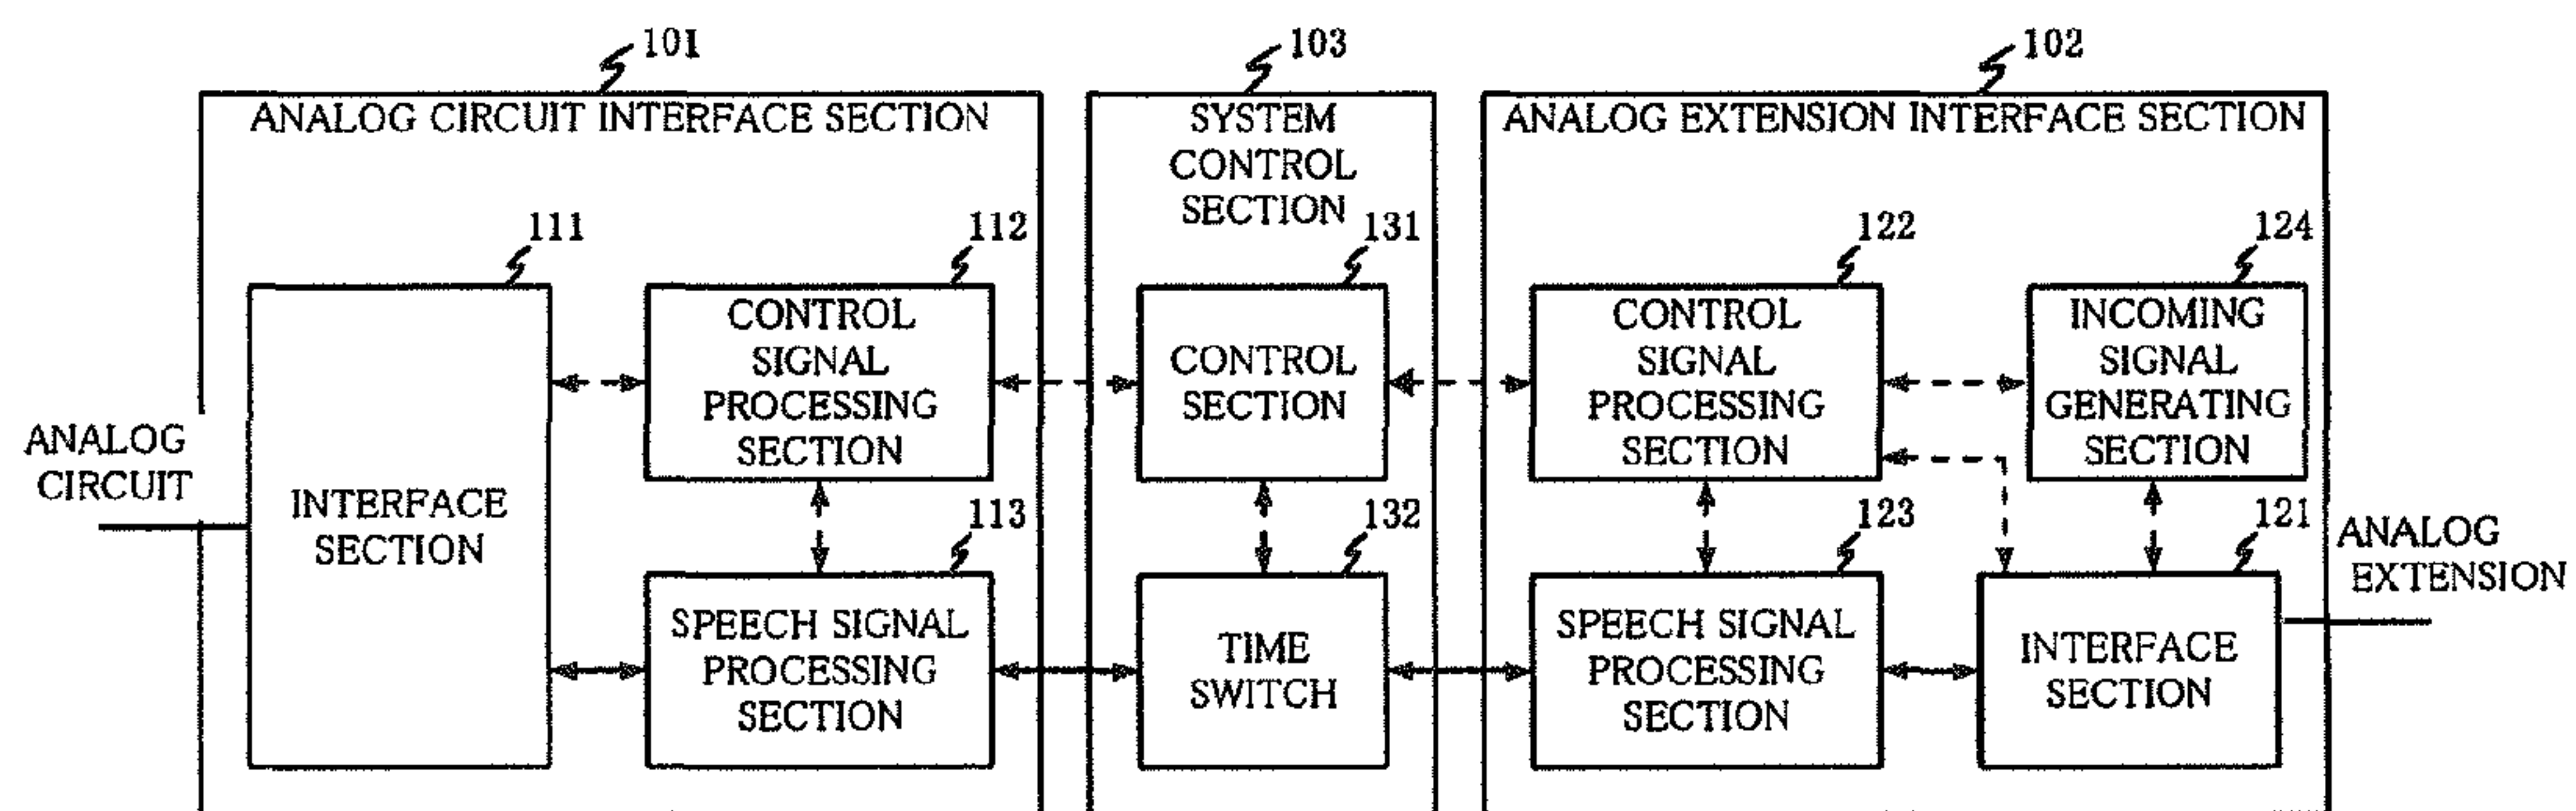 101
103
102
ANALOG CIRCUIT INTERFACE SECTION
SYSTEM
CONTROL
SECTION
ANALOG EXTENSION INTERFACE SECTION
111
112
131
122
124
CONTROL
SIGNAL
PROCESSING
SECTION
CONTROL
SECTION
CONTROL
SIGNAL
PROCESSING
SECTION
INCOMING
SIGNAL
GENERATING
SECTION
ANALOG
CIRCUIT
INTERFACE
SECTION
113
132
123
121
ANALOG
EXTENSION
SPEECH SIGNAL
PROCESSING
SECTION
TIME
SWITCH
SPEECH SIGNAL
PROCESSING
SECTION
INTERFACE
SECTION